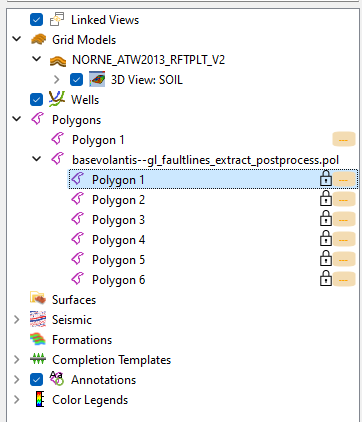 Linked Views
Grid Models
NORNE_ATW2013_RFTPLT_V2
3D View: SOIL
Wells
Polygons
Polygon 1
basevolantis--gl_faultlines_extract_postprocess.pol
Polygon 1
Polygon 2
Polygon 3
Polygon 4
Polygon 5
Polygon 6
Surfaces
Seismic
Formations
Completion Templates
Aa Annotations
Color Legends